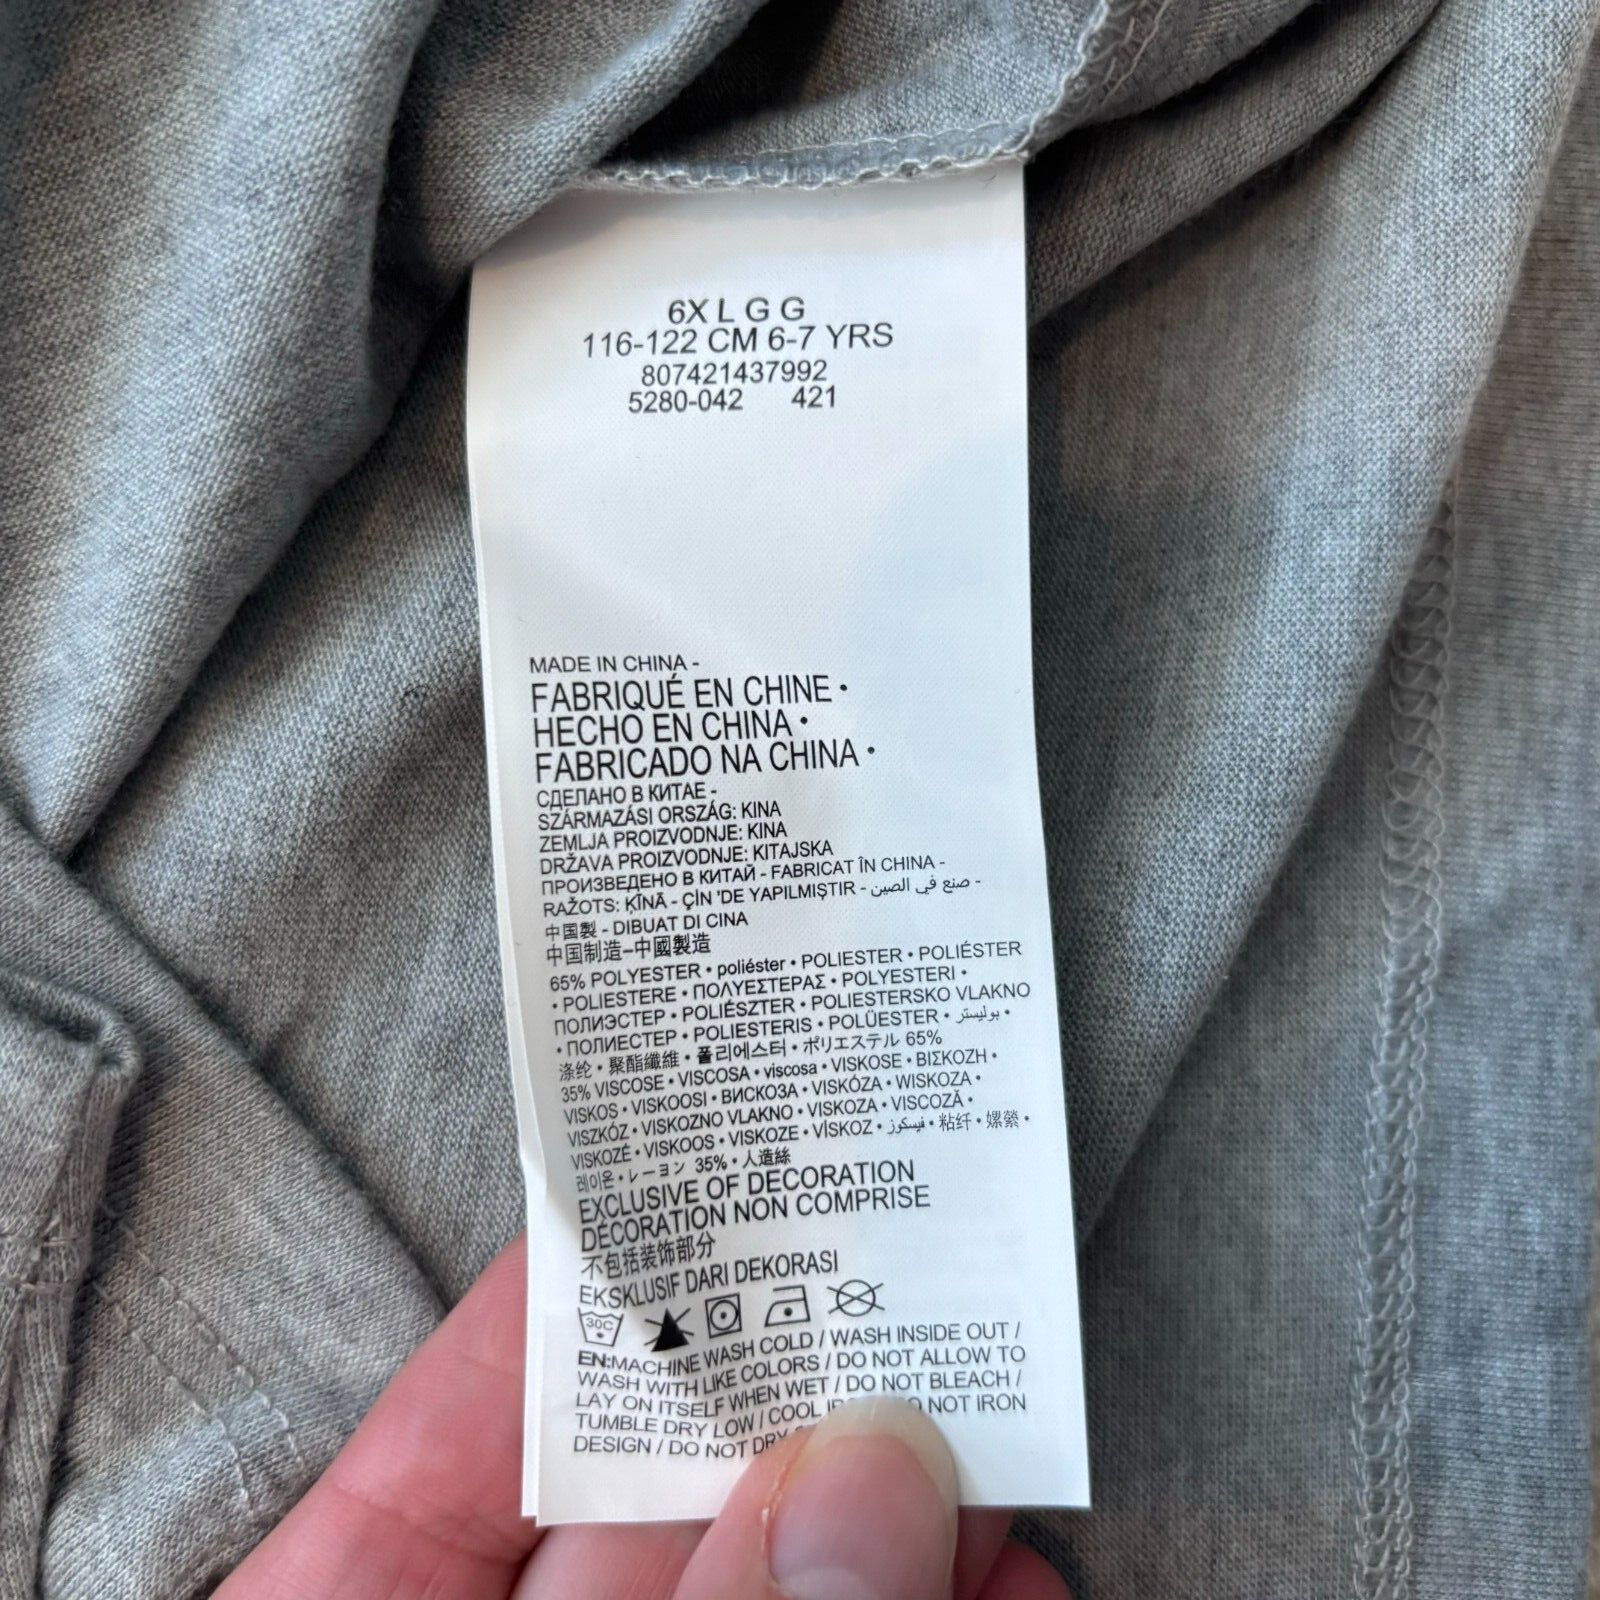 6X L G G
116-122 CM 6-7 YRS
807421437992
5280-042 421
MADE IN CHINA -
FABRIQUÉ EN CHINE •
HECHO EN CHINA •
FABRICADO NA CHINA •
СДЕЛАНО В КИТАЕ -
SZÁRMAZÁSI ORSZÁG: KINA
ZEMLJA PROIZVODNJE: KINA
DRŽAVA PROIZVODNJE: KITAJSKA
ПРОИЗВЕДЕНО В КИТАЙ - FABRICAT ÎN CHINA -
RAŽOTS: ĶĪNĀ - ÇİN 'DE YAPILMIŞTIR - صنع في الصين -
中国製 - DIBUAT DI CINA
中国制造–中國製造
65% POLYESTER • poliéster • POLIESTER • POLIÉSTER
• POLIESTERE • ΠΟΛΥΕΣΤΕΡΑΣ • POLYESTERI •
ПОЛИЭСТЕР • POLIÉSZTER • POLIESTERSKO VLAKNO
• ПОЛИЕСТЕР • POLIESTERIS • POLÜESTER • بوليستر •
涤纶 • 聚酯纖維 • 폴리에스터 • ポリエステル 65%
35% VISCOSE • VISCOSA • viscosa • VISKOSE • ΒΙΣΚΟΖΗ •
VISKOS • VISKOOSI • ВИСКОЗА • VISKÓZA • WISKOZA •
VISZKÓZ • VISKOZNO VLAKNO • VISKOZA • VISCOZĂ •
VISKOZÉ • VISKOOS • VISKOZE • VİSKOZ • فيسكوز • 粘纤 • 嫘縈 •
레이온 • レーヨン 35% • 人造絲
EXCLUSIVE OF DECORATION
DÉCORATION NON COMPRISE
不包括装饰部分
EKSKLUSIF DARI DEKORASI
30C
EN:MACHINE WASH COLD / WASH INSIDE OUT /
WASH WITH LIKE COLORS / DO NOT ALLOW TO
LAY ON ITSELF WHEN WET / DO NOT BLEACH /
TUMBLE DRY LOW / COOL NOT IRON
DESIGN / DO NOT DRY